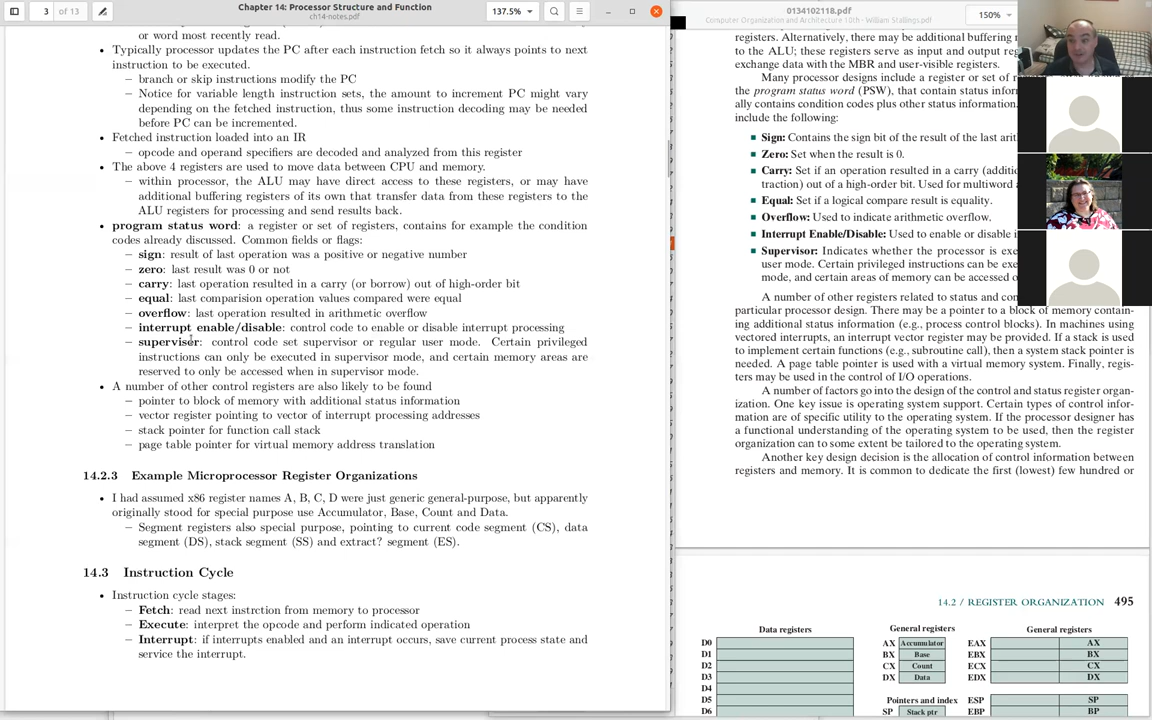 Chapter 14: Processor Structure and Function
ch14-notes.pdf
3 of 13
137.5%
or word most recently read.
• Typically processor updates the PC after each instruction fetch so it always points to next
instruction to be executed.
– branch or skip instructions modify the PC
– Notice for variable length instruction sets, the amount to increment PC might vary
depending on the fetched instruction, thus some instruction decoding may be needed
before PC can be incremented.
• Fetched instruction loaded into an IR
– opcode and operand specifiers are decoded and analyzed from this register
• The above 4 registers are used to move data between CPU and memory.
– within processor, the ALU may have direct access to these registers, or may have
additional buffering registers of its own that transfer data from these registers to the
ALU registers for processing and send results back.
• program status word: a register or set of registers, contains for example the condition
codes already discussed. Common fields or flags:
– sign: result of last operation was a positive or negative number
– zero: last result was 0 or not
– carry: last operation resulted in a carry (or borrow) out of high-order bit
– equal: last comparision operation values compared were equal
– overflow: last operation resulted in arithmetic overflow
– interrupt enable/disable: control code to enable or disable interrupt processing
– superviser: control code set supervisor or regular user mode. Certain privileged
instructions can only be executed in supervisor mode, and certain memory areas are
reserved to only be accessed when in supervisor mode.
• A number of other control registers are also likely to be found
– pointer to block of memory with additional status information
– vector register pointing to vector of interrupt processing addresses
– stack pointer for function call stack
– page table pointer for virtual memory address translation
14.2.3 Example Microprocessor Register Organizations
• I had assumed x86 register names A, B, C, D were just generic general-purpose, but apparently
originally stood for special purpose use Accumulator, Base, Count and Data.
– Segment registers also special purpose, pointing to current code segment (CS), data
segment (DS), stack segment (SS) and extract? segment (ES).
14.3 Instruction Cycle
• Instruction cycle stages:
– Fetch: read next instrction from memory to processor
– Execute: interpret the opcode and perform indicated operation
– Interrupt: if interrupts enabled and an interrupt occurs, save current process state and
service the interrupt.
0134102118.pdf
Computer Organization and Architecture 10th - William Stallings.pdf
150%
registers. Alternatively, there may be additional buffering
to the ALU; these registers serve as input and output
exchange data with the MBR and user-visible registers.
Many processor designs include a register or set of
the program status word (PSW), that contain status
ally contains condition codes plus other status information.
include the following:
■ Sign: Contains the sign bit of the result of the last
■ Zero: Set when the result is 0.
■ Carry: Set if an operation resulted in a carry
traction) out of a high-order bit. Used for multiword
■ Equal: Set if a logical compare result is equality.
■ Overflow: Used to indicate arithmetic overflow.
■ Interrupt Enable/Disable: Used to enable or disable
■ Supervisor: Indicates whether the processor is
user mode. Certain privileged instructions can be
mode, and certain areas of memory can be accessed
A number of other registers related to status and
particular processor design. There may be a pointer to a block of memory contain-
ing additional status information (e.g., process control blocks). In machines using
vectored interrupts, an interrupt vector register may be provided. If a stack is used
to implement certain functions (e.g., subroutine call), then a system stack pointer is
needed. A page table pointer is used with a virtual memory system. Finally, regis-
ters may be used in the control of I/O operations.
A number of factors go into the design of the control and status register organ-
ization. One key issue is operating system support. Certain types of control infor-
mation are of specific utility to the operating system. If the processor designer has
a functional understanding of the operating system to be used, then the register
organization can to some extent be tailored to the operating system.
Another key design decision is the allocation of control information between
registers and memory. It is common to dedicate the first (lowest) few hundred or
14.2 / REGISTER ORGANIZATION 495
Data registers
D0
D1
D2
D3
D4
D5
D6
General registers
AX Accumulator
BX Base
CX Count
DX Data
Pointers and index
SP Stack ptr
General registers
EAX AX
EBX BX
ECX CX
EDX DX
ESP SP
EBP BP